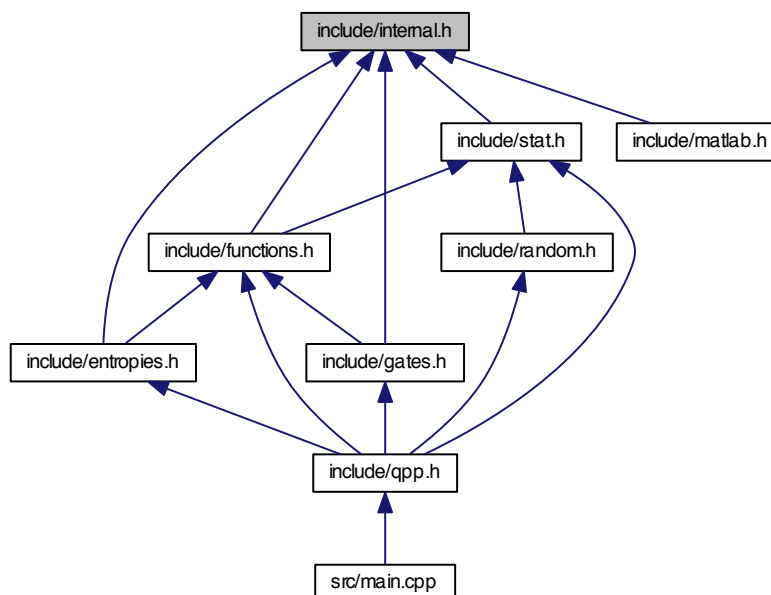 include/internal.h
include/stat.h
include/matlab.h
include/functions.h
include/random.h
include/entropies.h
include/gates.h
include/qpp.h
src/main.cpp